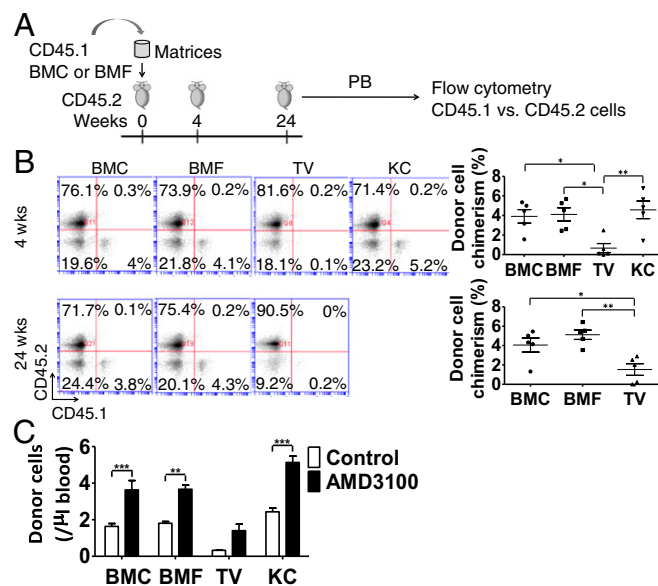 A
CD45.1
BMC or BMF
Matrices
CD45.2
Weeks 0 4 24
PB
Flow cytometry
CD45.1 vs. CD45.2 cells
B
BMC BMF TV KC
4 wks
76.1% 0.3% 73.9% 0.2% 81.6% 0.2% 71.4% 0.2%
19.6% 4% 21.8% 4.1% 18.1% 0.1% 23.2% 5.2%
Donor cell
chimerism (%)
8
6
4
2
0
* * **
BMC BMF TV KC
24 wks
71.7% 0.1% 75.4% 0.2% 90.5% 0%
24.4% 3.8% 20.1% 4.3% 9.2% 0.2%
CD45.2
CD45.1
Donor cell
chimerism (%)
8
6
4
2
0
* **
BMC BMF TV
C
Donor cells
(/µl blood)
6
4
2
0
*** ** ***
Control
AMD3100
BMC BMF TV KC